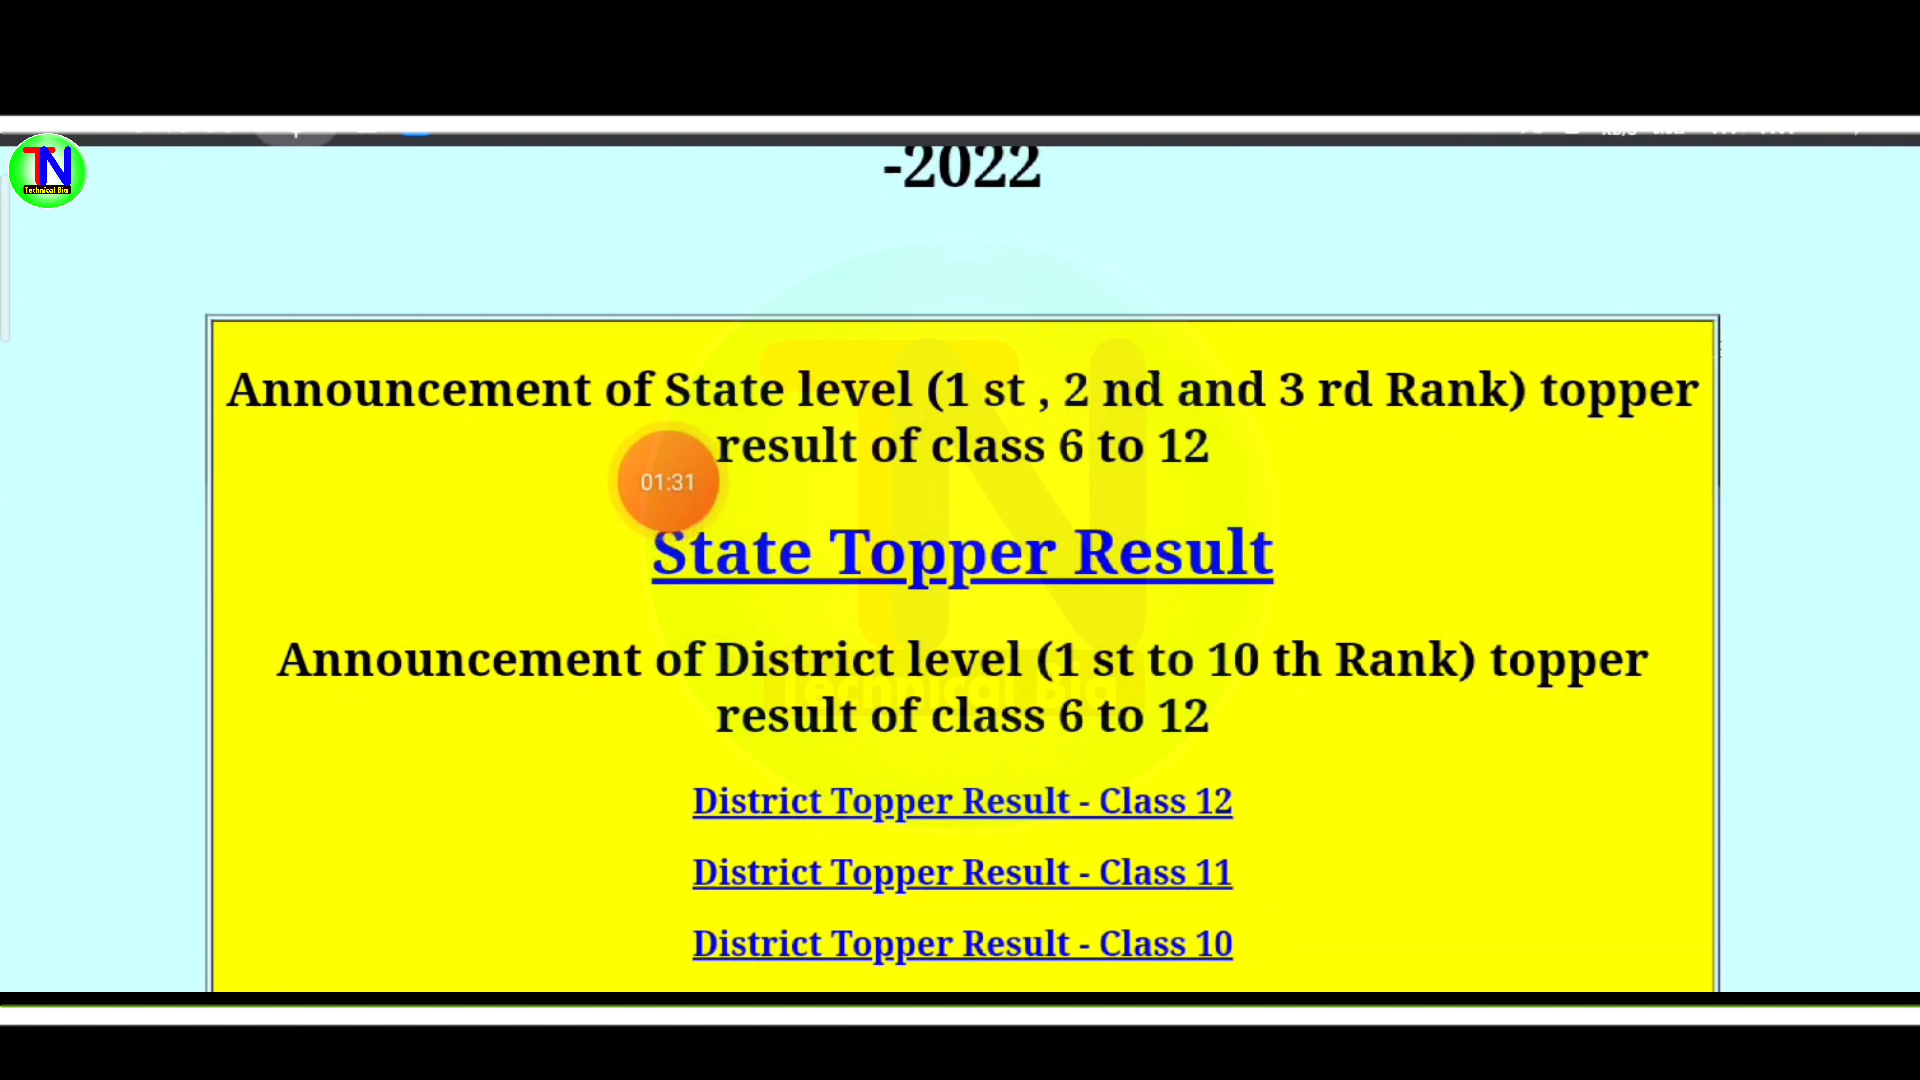 -2022
TN
Technical Bia
Announcement of State level (1 st , 2 nd and 3 rd Rank) topper
result of class 6 to 12
01:31
State Topper Result
Announcement of District level (1 st to 10 th Rank) topper
result of class 6 to 12
District Topper Result - Class 12
District Topper Result - Class 11
District Topper Result - Class 10